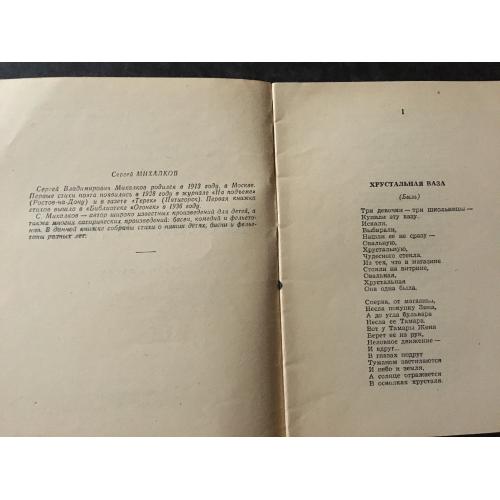 Сергей МИХАЛКОВ
Сергей Владимирович Михалков родился в 1913 году, в Москве.
Первые стихи поэта появились в 1928 году в журнале «На подъеме»
(Ростов-на-Дону) и в газете «Терек» (Пятигорск). Первая книжка
стихов вышла в «Библиотеке «Огонек» в 1936 году.
С. Михалков — автор широко известных произведений для детей, а
также многих сатирических произведений: басен, комедий и фельето-
нов. В данной книжке собраны стихи о наших детях, басни и фелье-
тоны разных лет.
1
ХРУСТАЛЬНАЯ ВАЗА
(Быль)
Три девочки — три школьницы —
Купили эту вазу.
Искали,
Выбирали,
Нашли ее не сразу —
Овальную,
Хрустальную,
Чудесного стекла.
Из тех, что в магазине
Стояли на витрине,
Овальная,
Хрустальная
Она одна была.
Сперва, от магазина,
Несла покупку Зина,
А до угла бульвара
Несла ее Тамара.
Вот у Тамары Женя
Берет ее из рук,
Неловкое движение —
И вдруг...
В глазах подруг
Туманом застилаются
И небо и земля,
А солнце отражается
В осколках хрусталя.